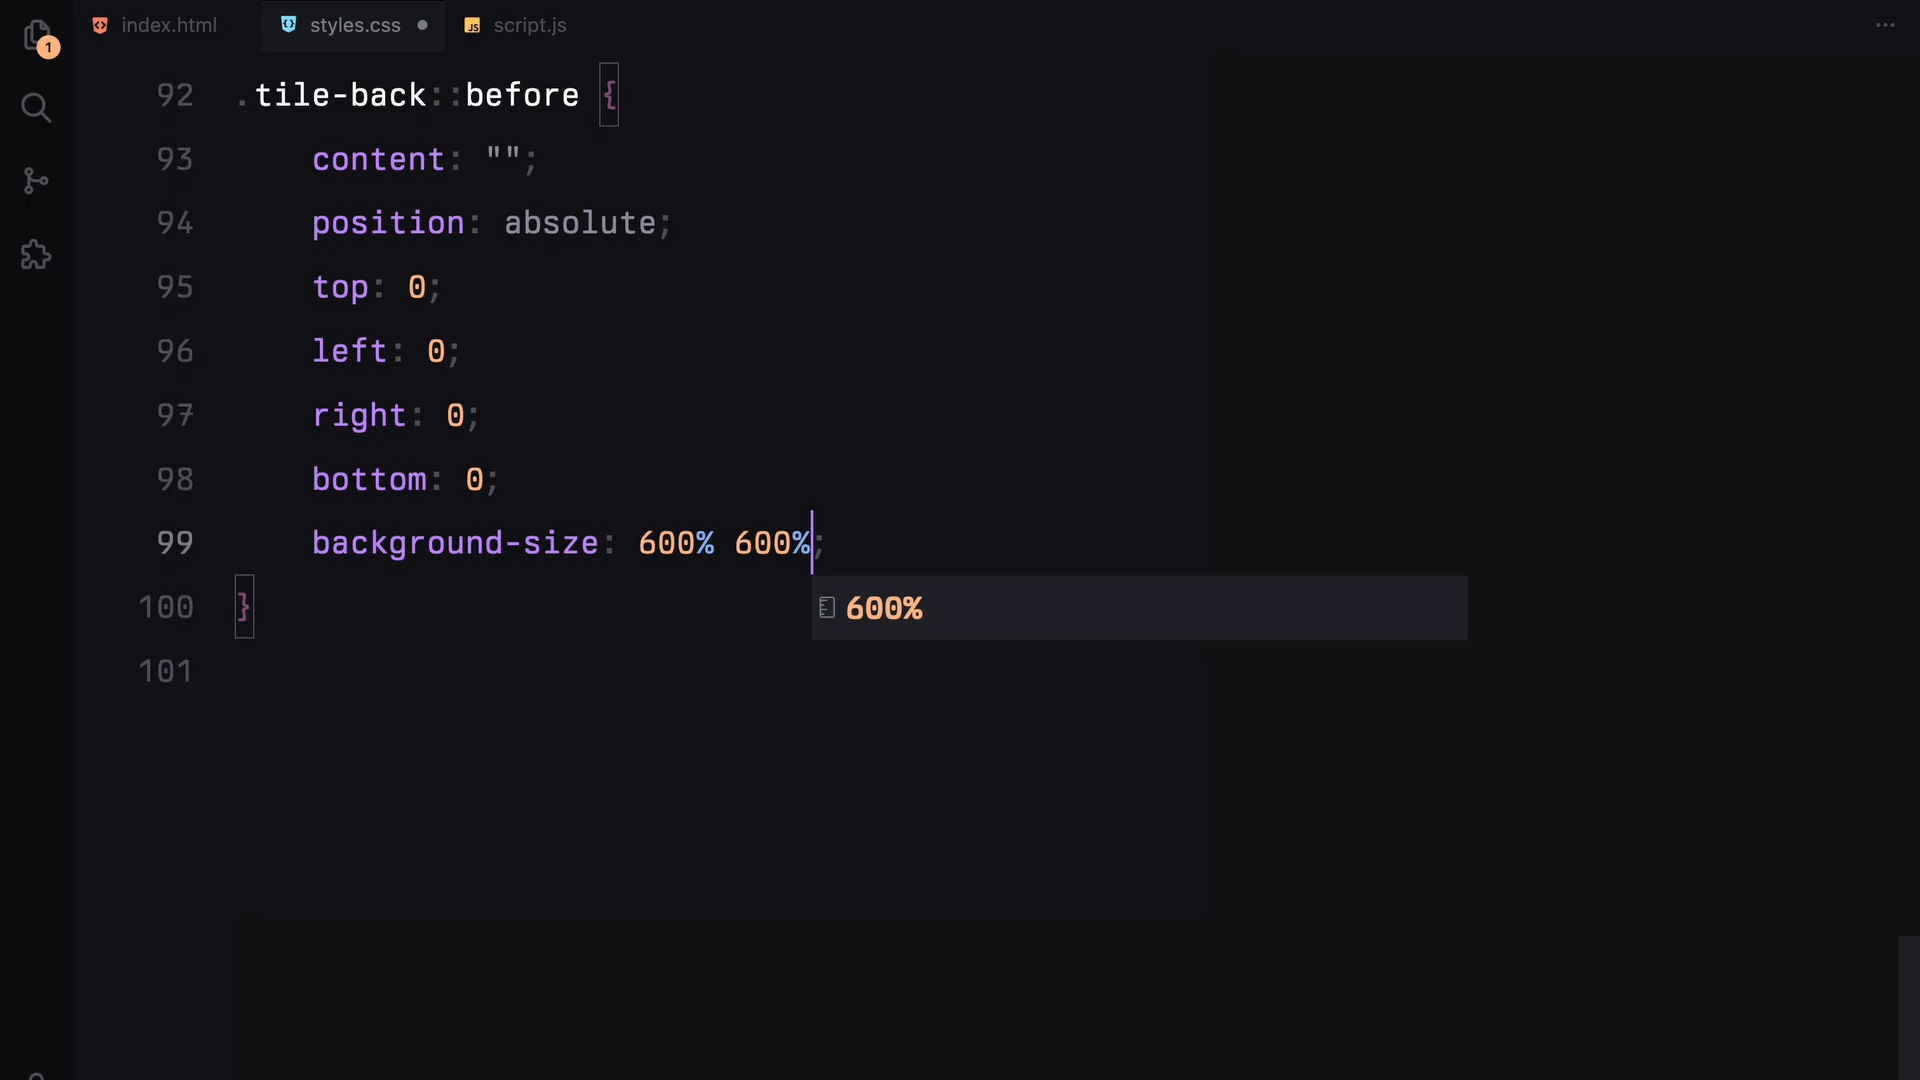 index.html styles.css script.js
1
92 .tile-back::before {
93 content: "";
94 position: absolute;
95 top: 0;
96 left: 0;
97 right: 0;
98 bottom: 0;
99 background-size: 600% 600%;
100 }
600%
101